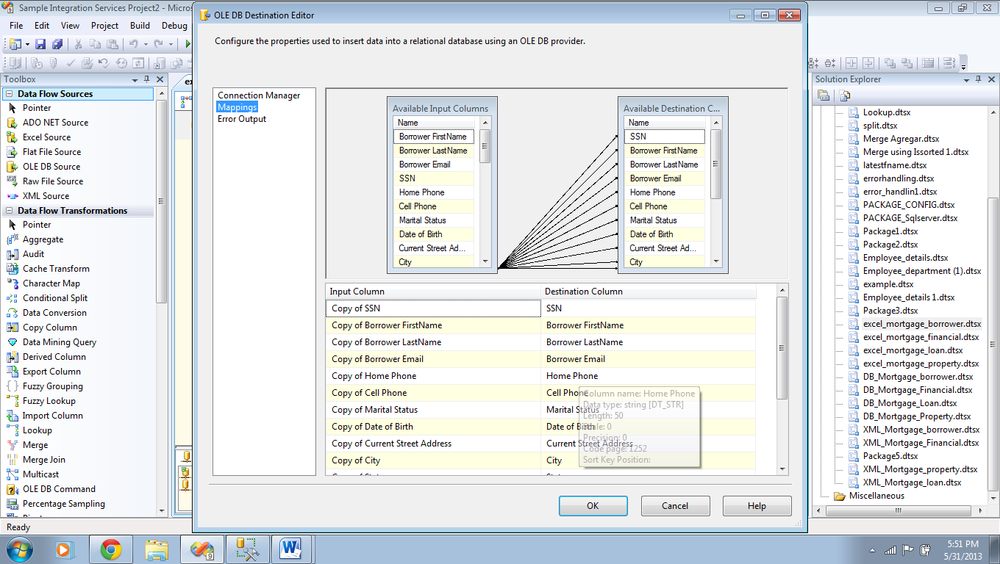 Sample Integration Services Project2 - Micros
File Edit View Project Build Debug
OLE DB Destination Editor
Configure the properties used to insert data into a relational database using an OLE DB provider.
Toolbox
Data Flow Sources
Pointer
ADO NET Source
Excel Source
Flat File Source
OLE DB Source
Raw File Source
XML Source
Data Flow Transformations
Pointer
Aggregate
Audit
Cache Transform
Character Map
Conditional Split
Data Conversion
Copy Column
Data Mining Query
Derived Column
Export Column
Fuzzy Grouping
Fuzzy Lookup
Import Column
Lookup
Merge
Merge Join
Multicast
OLE DB Command
Percentage Sampling
Ready
ex
Connection Manager
Mappings
Error Output
Available Input Columns
Name
Borrower FirstName
Borrower LastName
Borrower Email
SSN
Home Phone
Cell Phone
Marital Status
Date of Birth
Current Street Ad...
City
Available Destination C...
Name
SSN
Borrower FirstName
Borrower LastName
Borrower Email
Home Phone
Cell Phone
Marital Status
Date of Birth
Current Street Ad...
City
Input Column Destination Column
Copy of SSN SSN
Copy of Borrower FirstName Borrower FirstName
Copy of Borrower LastName Borrower LastName
Copy of Borrower Email Borrower Email
Copy of Home Phone Home Phone
Copy of Cell Phone Cell Phone
Copy of Marital Status Marital Status
Copy of Date of Birth Date of Birth
Copy of Current Street Address Current Street Address
Copy of City City
Column name: Home Phone
Data type: string [DT_STR]
Length: 50
Scale: 0
Precision: 0
Code page: 1252
Sort Key Position:
OK Cancel Help
Solution Explorer
Lookup.dtsx
split.dtsx
Merge Agregar.dtsx
Merge using Issorted 1.dtsx
latestfname.dtsx
errorhandling.dtsx
error_handlin1.dtsx
PACKAGE_CONFIG.dtsx
PACKAGE_Sqlserver.dtsx
Package1.dtsx
Package2.dtsx
Employee_details.dtsx
Employee_department (1).dtsx
example.dtsx
Employee_details 1.dtsx
Package3.dtsx
excel_mortgage_borrower.dtsx
excel_mortgage_financial.dtsx
excel_mortgage_loan.dtsx
excel_mortgage_property.dtsx
DB_Mortgage_borrower.dtsx
DB_Mortgage_Financial.dtsx
DB_Mortgage_Loan.dtsx
DB_Mortgage_Property.dtsx
XML_Mortgage_borrower.dtsx
XML_Mortgage_Financial.dtsx
Package5.dtsx
XML_Mortgage_property.dtsx
XML_Mortgage_loan.dtsx
Miscellaneous
5:51 PM
5/31/2013